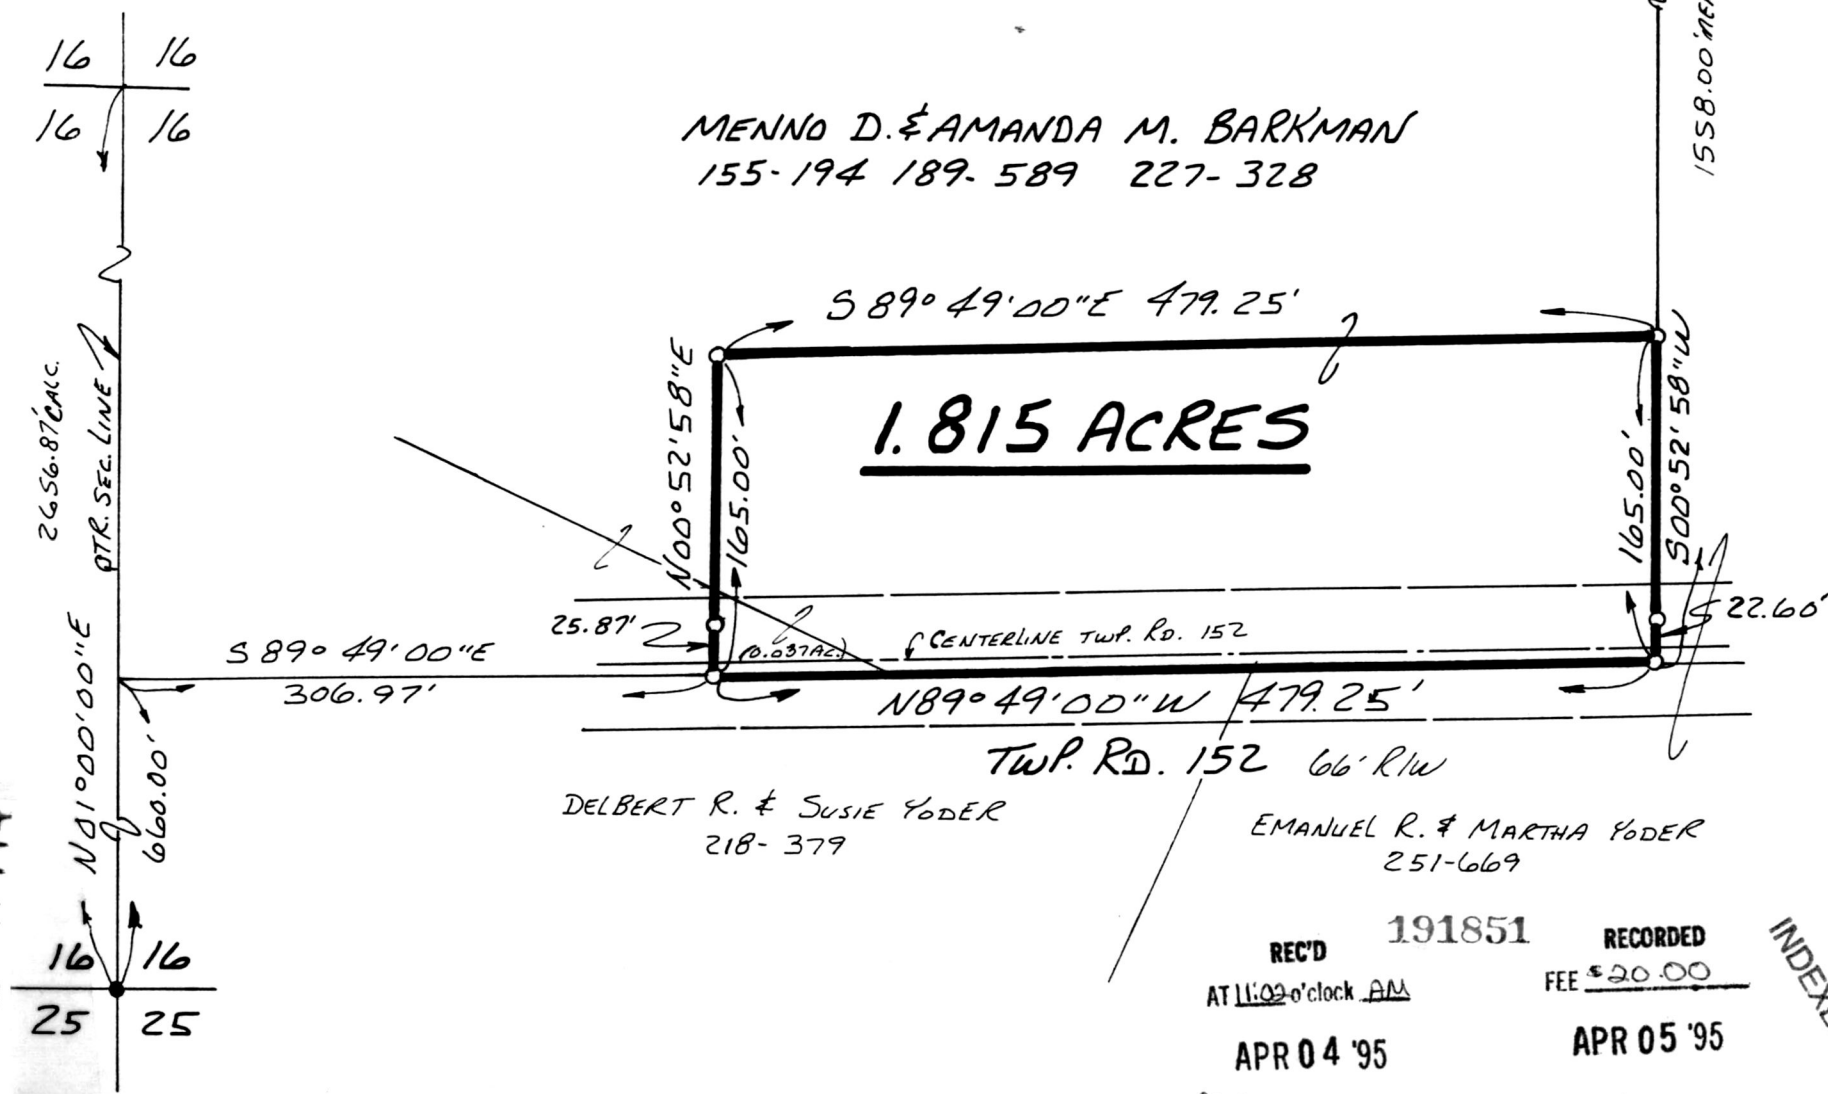 16 16
16 16
MENNO D. & AMANDA M. BARKMAN
155-194 189-589 227-328
1558.00'
S 89° 49' 00" E 479.25'
2656.87' CALC.
QTR. SEC. LINE
N00° 52' 58" E
165.00'
1.815 ACRES
165.00'
S00° 52' 58" W
25.87'
(0.037AC.)
CENTERLINE TWP. RD. 152
22.60'
S 89° 49' 00" E
306.97'
N01° 00' 00" E
660.00'
N89° 49' 00" W 479.25'
TWP. RD. 152 66' R/W
DELBERT R. & SUSIE YODER
218-379
EMANUEL R. & MARTHA YODER
251-669
16 16
25 25
191851
REC'D
AT 11:02 o'clock AM
APR 04 '95
RECORDED
FEE $20.00
APR 05 '95